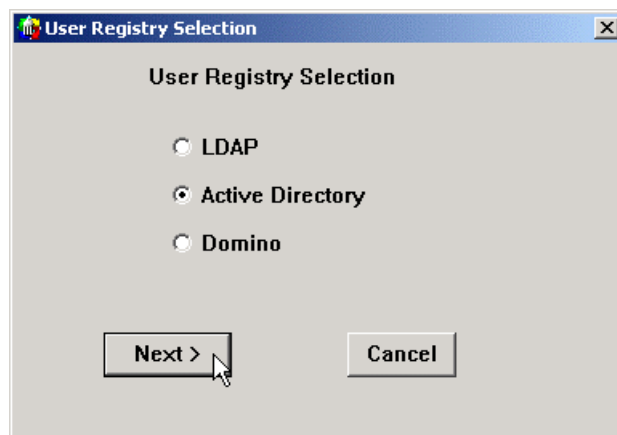 User Registry Selection
User Registry Selection
LDAP
Active Directory
Domino
Next > Cancel